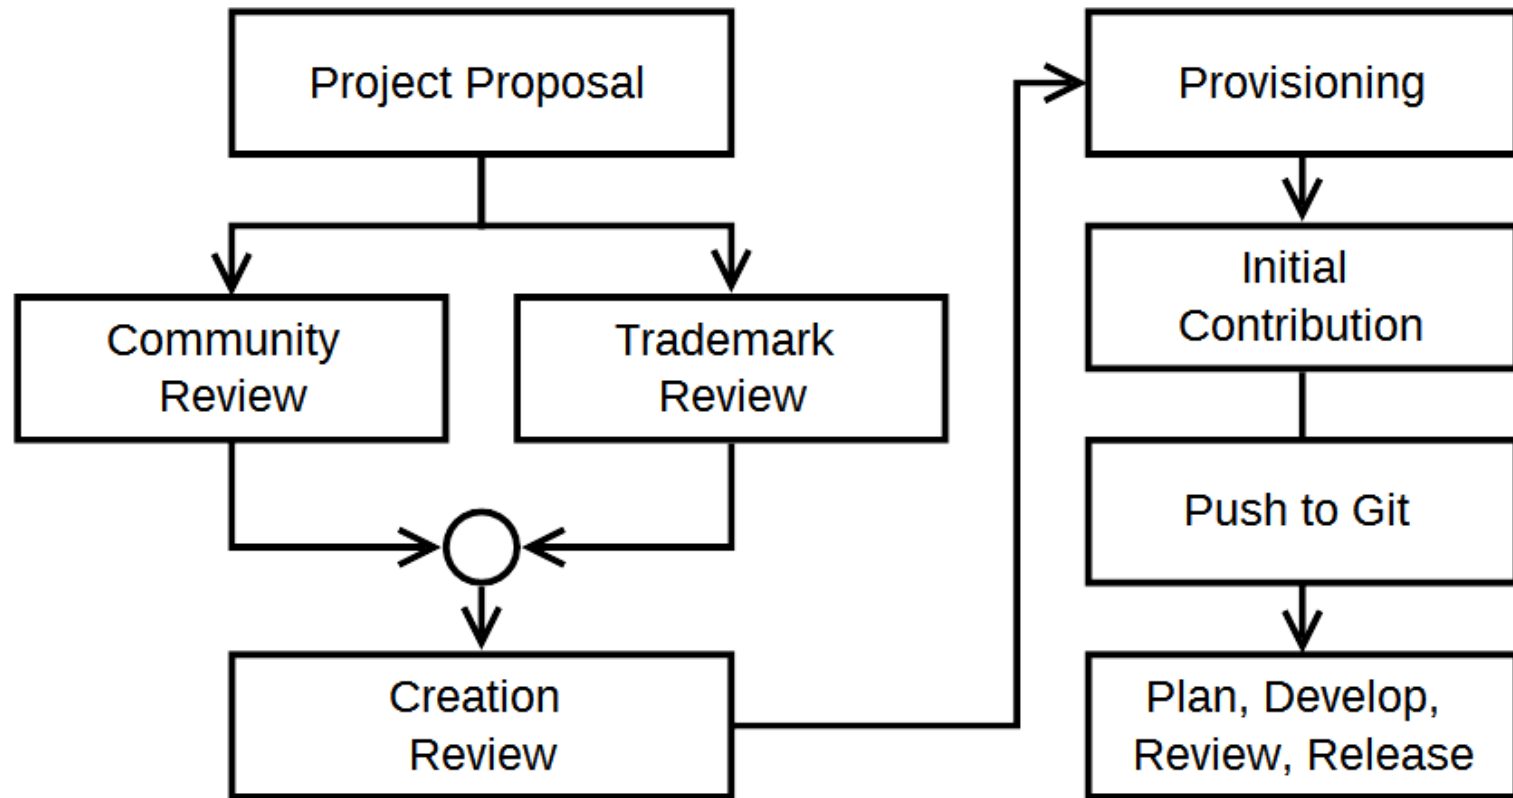 Project Proposal
Community
Review
Trademark
Review
Creation
Review
Provisioning
Initial
Contribution
Push to Git
Plan, Develop,
Review, Release